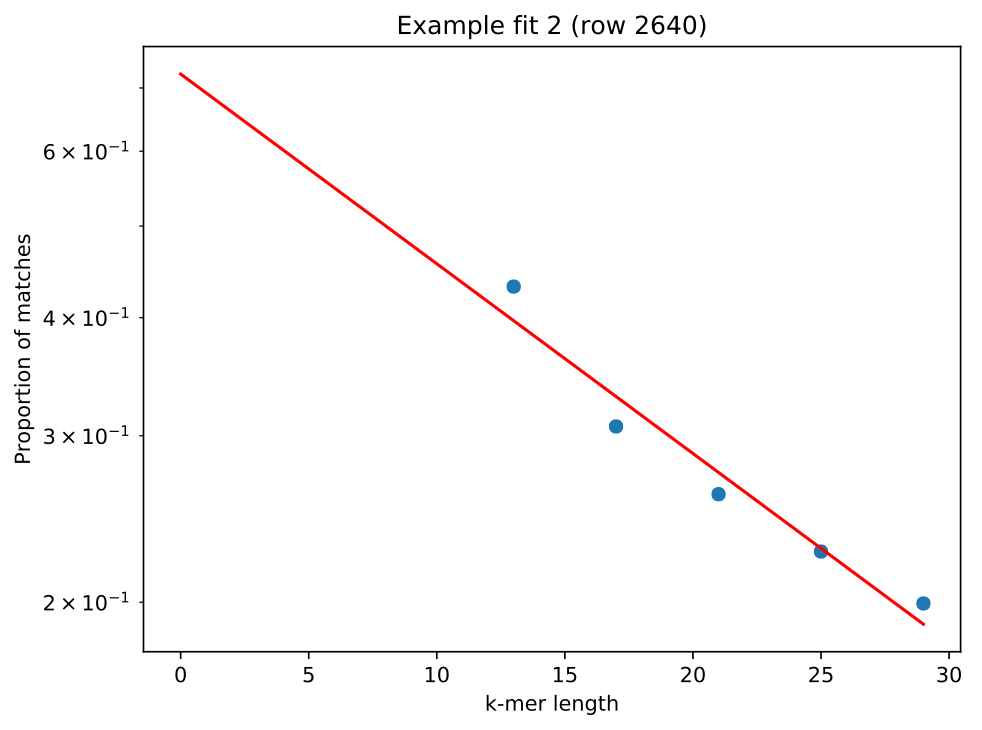 Example fit 2 (row 2640)
Proportion of matches
6 × 10⁻¹
4 × 10⁻¹
3 × 10⁻¹
2 × 10⁻¹
0 5 10 15 20 25 30
k-mer length